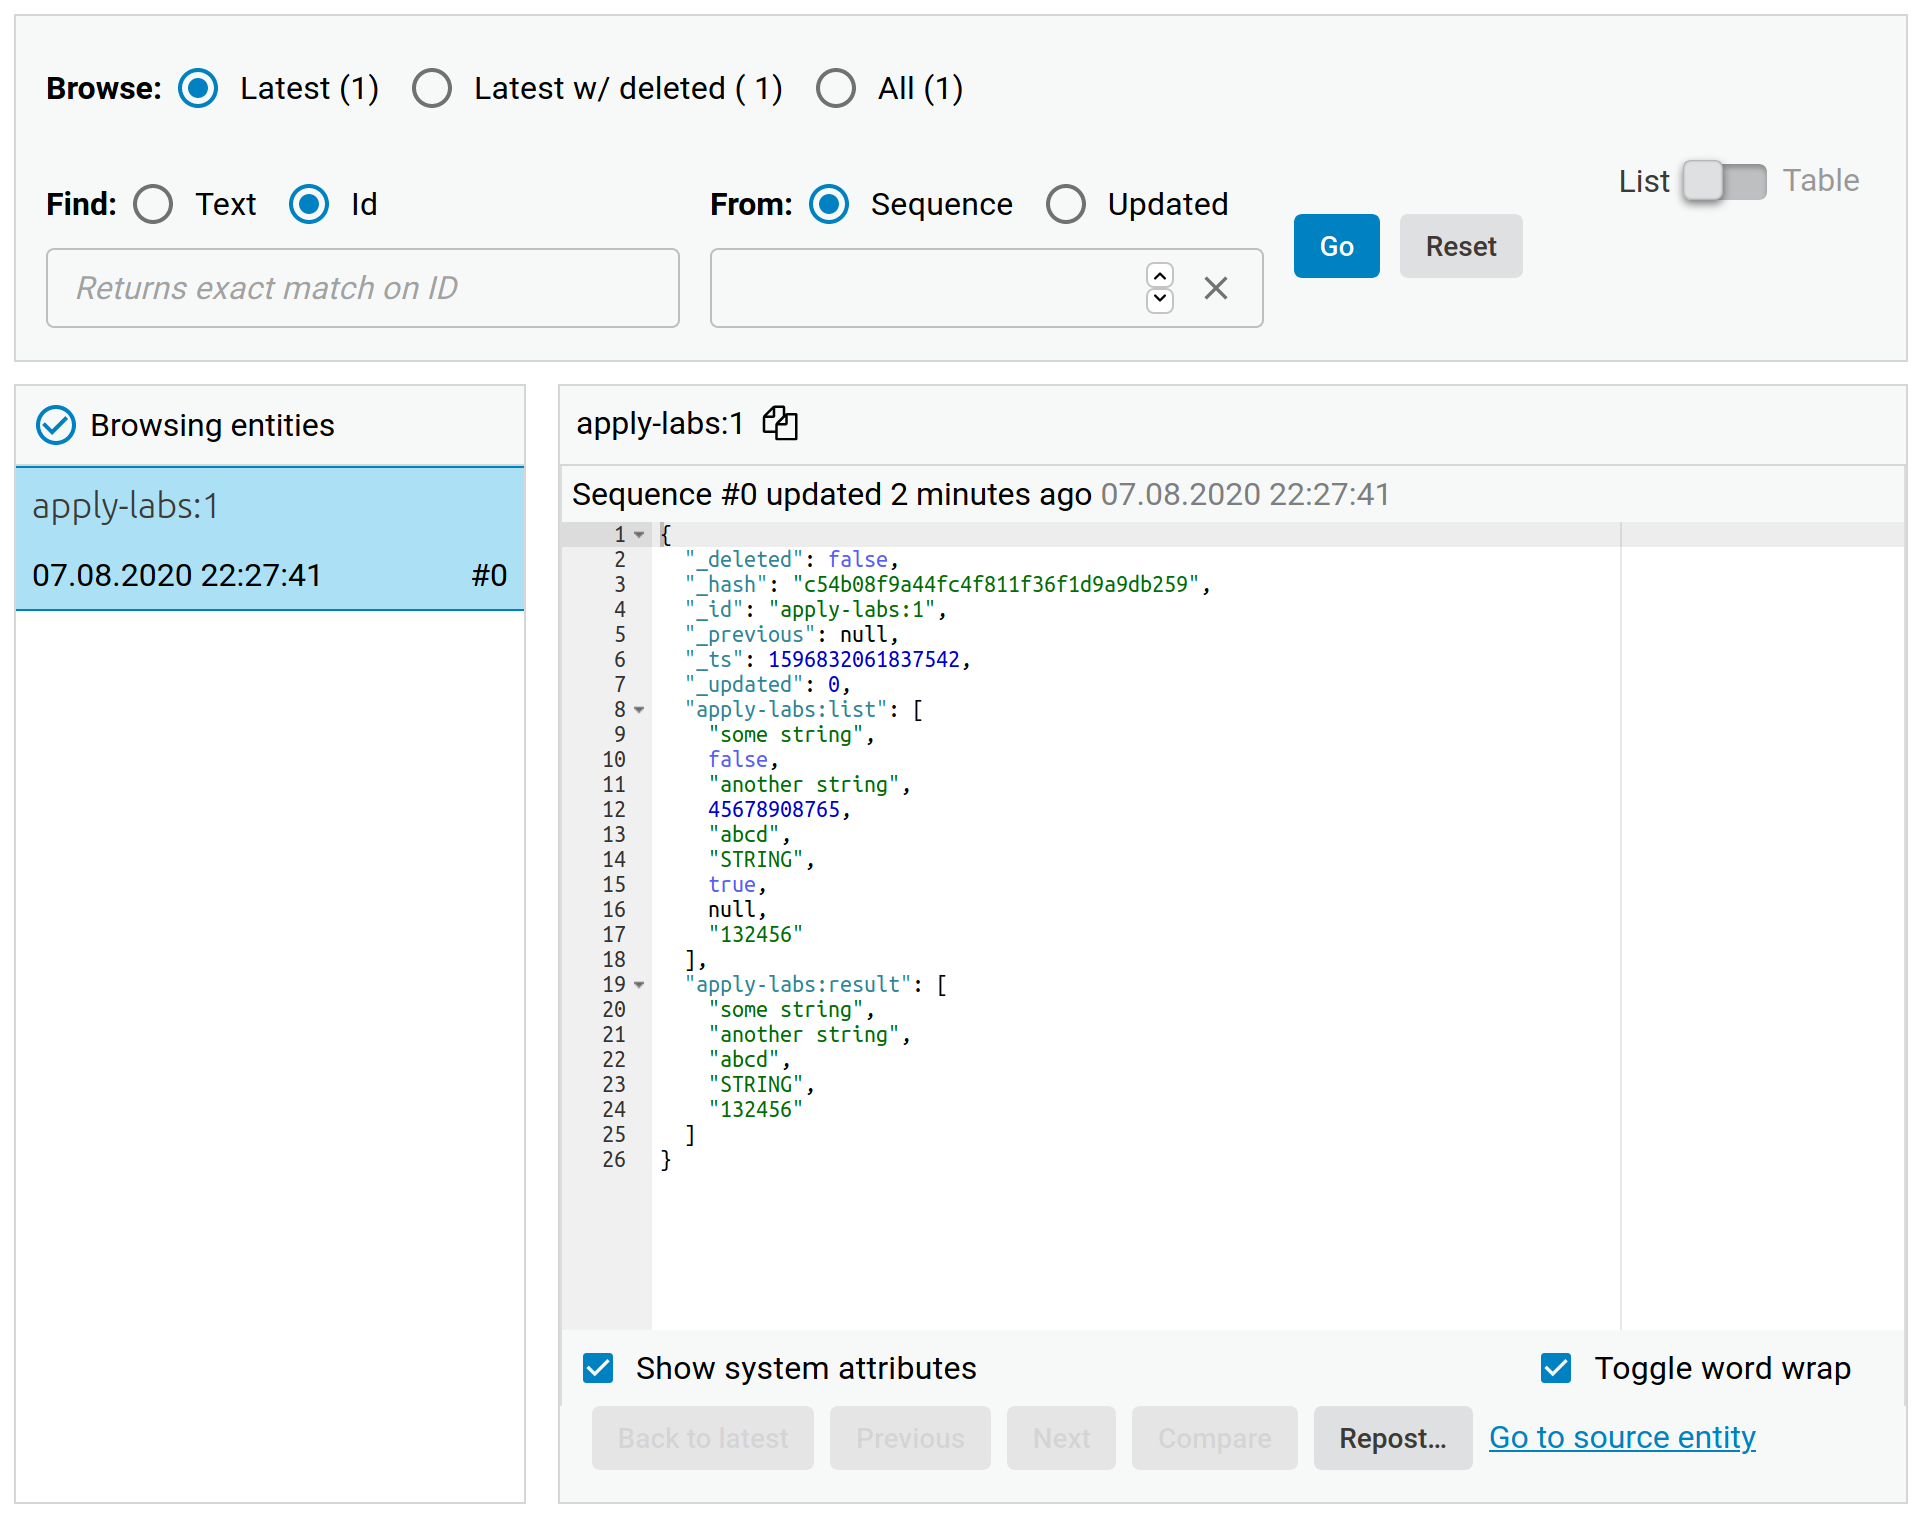 Browse: Latest (1) Latest w/ deleted ( 1) All (1)
List Table
Find: Text Id From: Sequence Updated
Go Reset
Returns exact match on ID
Browsing entities
apply-labs:1
07.08.2020 22:27:41 #0
apply-labs:1
Sequence #0 updated 2 minutes ago 07.08.2020 22:27:41
1 {
2 "_deleted": false,
3 "_hash": "c54b08f9a44fc4f811f36f1d9a9db259",
4 "_id": "apply-labs:1",
5 "_previous": null,
6 "_ts": 1596832061837542,
7 "_updated": 0,
8 "apply-labs:list": [
9 "some string",
10 false,
11 "another string",
12 45678908765,
13 "abcd",
14 "STRING",
15 true,
16 null,
17 "132456"
18 ],
19 "apply-labs:result": [
20 "some string",
21 "another string",
22 "abcd",
23 "STRING",
24 "132456"
25 ]
26 }
Show system attributes Toggle word wrap
Back to latest Previous Next Compare Repost... Go to source entity